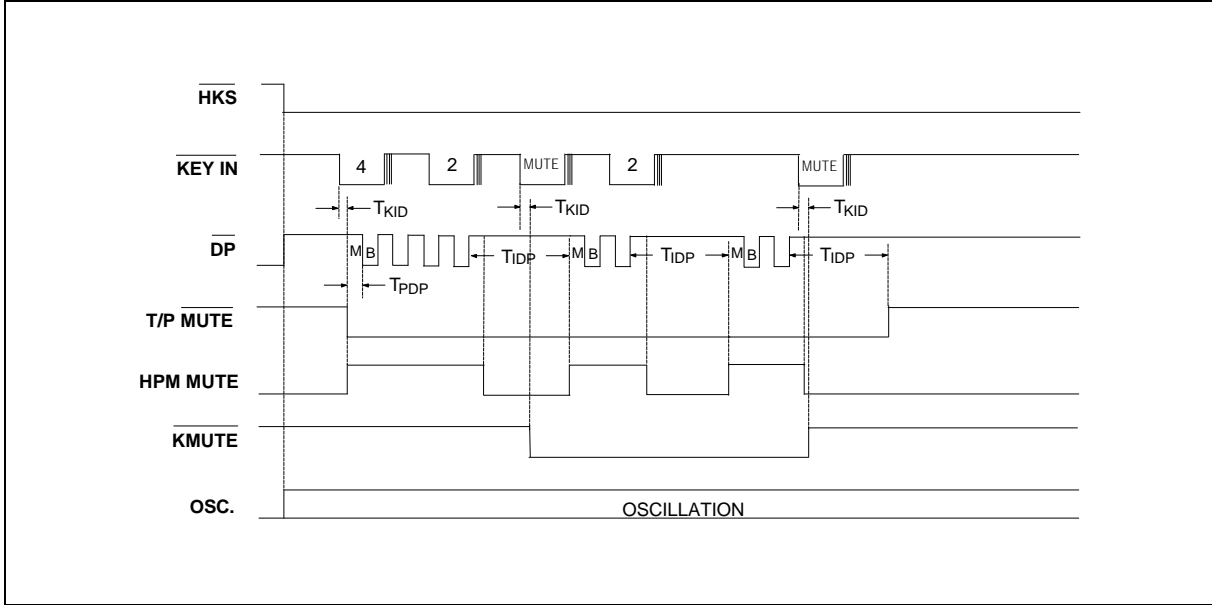 HKS
KEY IN 4 2 MUTE 2 MUTE
TKID TKID TKID
DP M B TIDP M B TIDP M B TIDP
TPDP
T/P MUTE
HPM MUTE
KMUTE
OSC. OSCILLATION